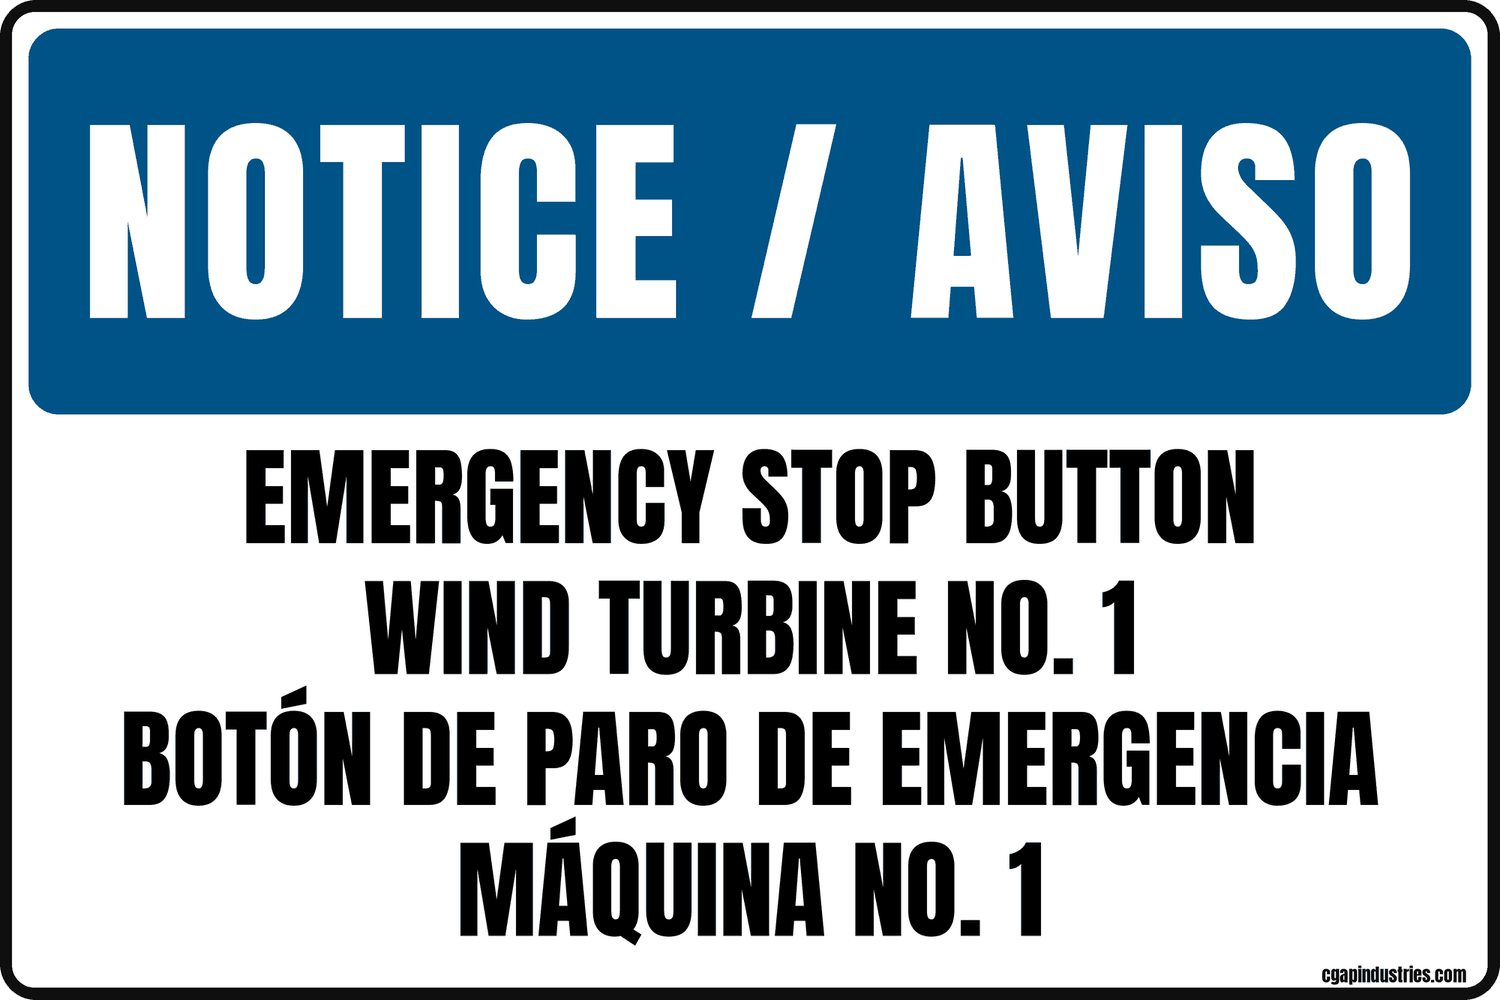 NOTICE / AVISO
EMERGENCY STOP BUTTON
WIND TURBINE NO. 1
BOTÓN DE PARO DE EMERGENCIA
MÁQUINA NO. 1
cgapindustries.com